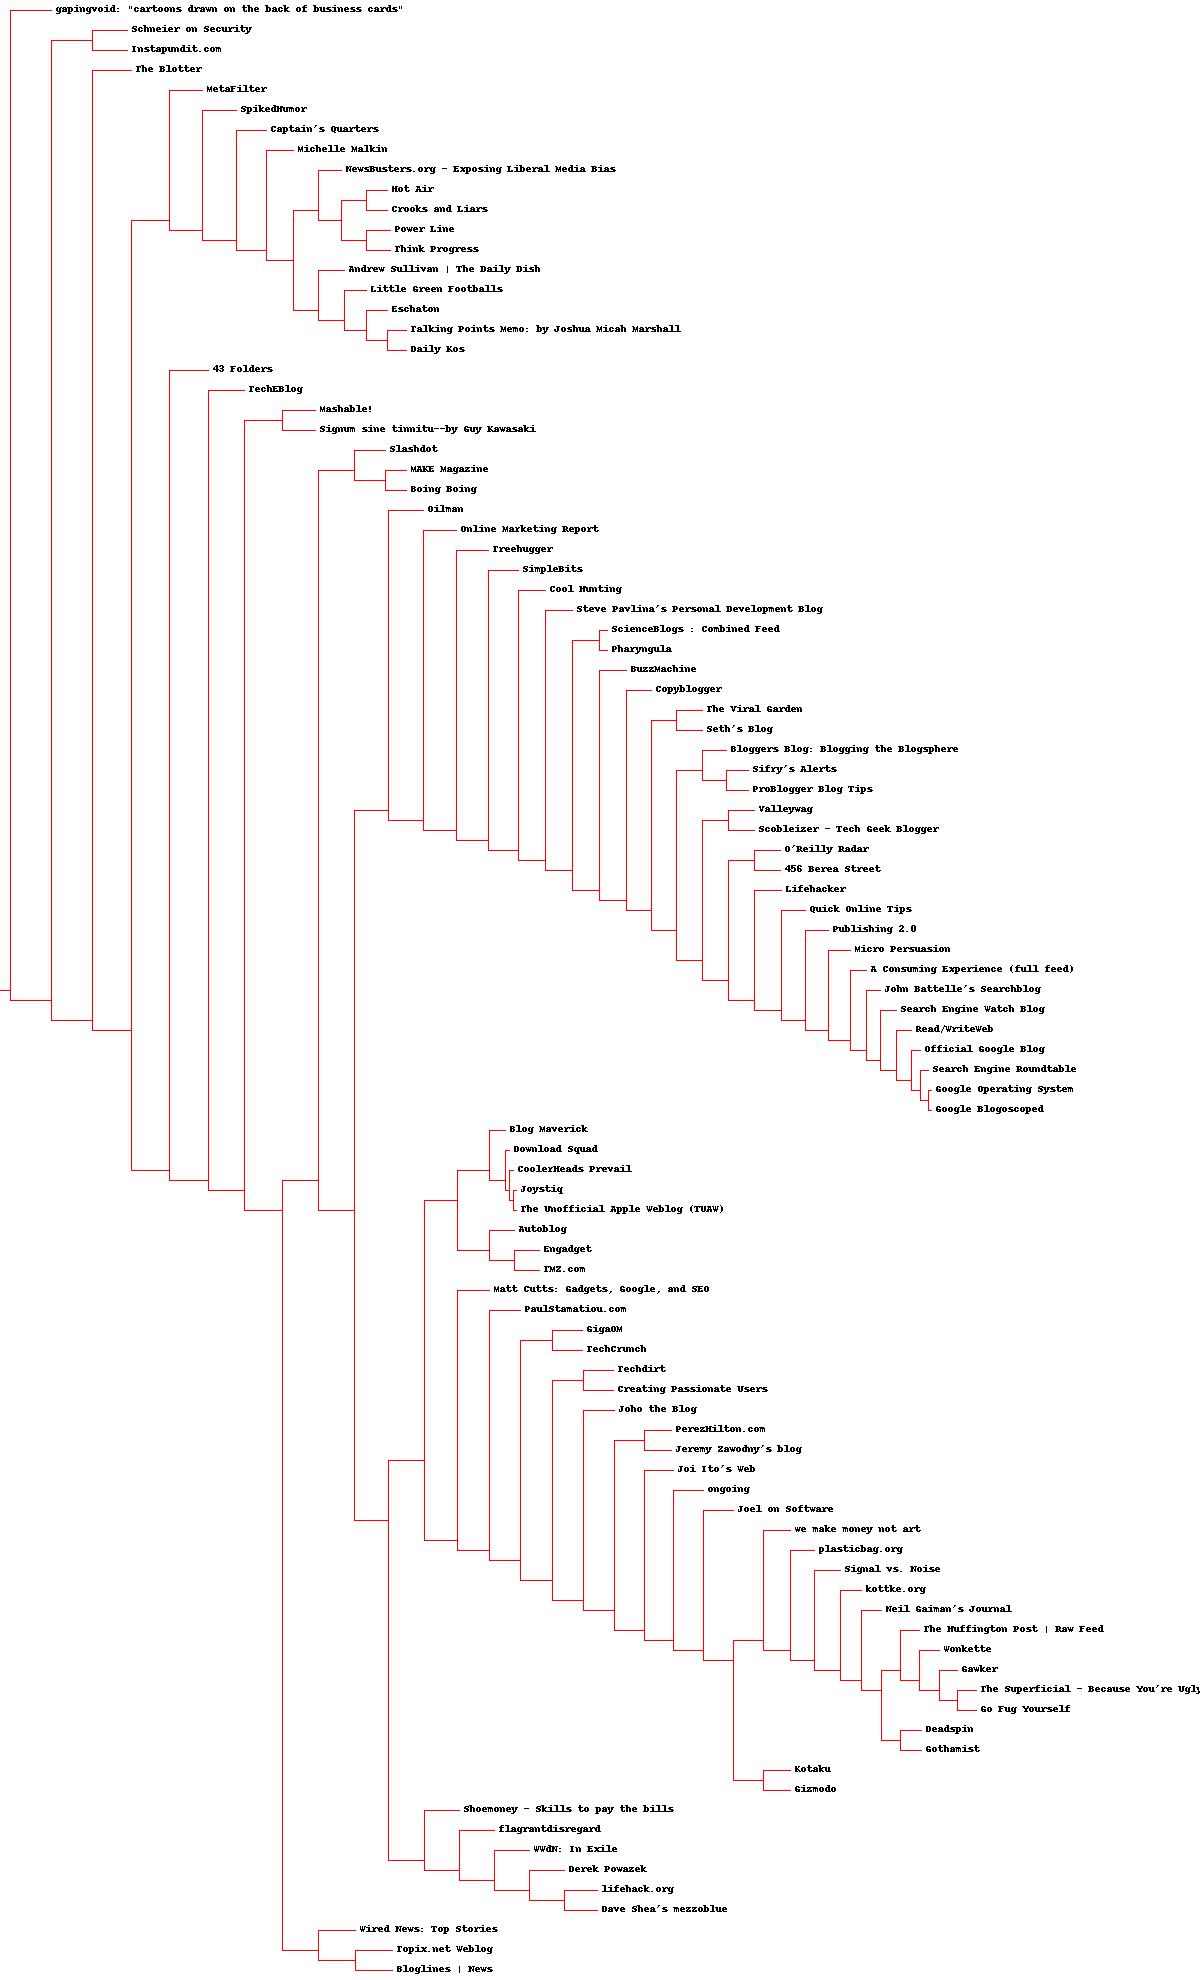 gapingvoid: "cartoons drawn on the back of business cards"
Schneier on Security
Instapundit.com
The Blotter
MetaFilter
SpikedHumor
Captain's Quarters
Michelle Malkin
NewsBusters.org - Exposing Liberal Media Bias
Hot Air
Crooks and Liars
Power Line
Think Progress
Andrew Sullivan | The Daily Dish
Little Green Footballs
Eschaton
Talking Points Memo: by Joshua Micah Marshall
Daily Kos
43 Folders
TechEBlog
Mashable!
Signum sine tinnitu--by Guy Kawasaki
Slashdot
MAKE Magazine
Boing Boing
Oilman
Online Marketing Report
Treehugger
SimpleBits
Cool Hunting
Steve Pavlina's Personal Development Blog
ScienceBlogs : Combined Feed
Pharyngula
BuzzMachine
Copyblogger
The Viral Garden
Seth's Blog
Bloggers Blog: Blogging the Blogsphere
Sifry's Alerts
ProBlogger Blog Tips
Valleywag
Scobleizer - Tech Geek Blogger
O'Reilly Radar
456 Berea Street
Lifehacker
Quick Online Tips
Publishing 2.0
Micro Persuasion
A Consuming Experience (full feed)
John Battelle's Searchblog
Search Engine Watch Blog
Read/WriteWeb
Official Google Blog
Search Engine Roundtable
Google Operating System
Google Blogoscoped
Blog Maverick
Download Squad
CoolerHeads Prevail
Joystiq
The Unofficial Apple Weblog (TUAW)
Autoblog
Engadget
TMZ.com
Matt Cutts: Gadgets, Google, and SEO
PaulStamatiou.com
GigaOM
TechCrunch
Techdirt
Creating Passionate Users
Joho the Blog
PerezHilton.com
Jeremy Zawodny's blog
Joi Ito's Web
ongoing
Joel on Software
we make money not art
plasticbag.org
Signal vs. Noise
kottke.org
Neil Gaiman's Journal
The Huffington Post | Raw Feed
Wonkette
Gawker
The Superficial - Because You're Ugly
Go Fug Yourself
Deadspin
Gothamist
Kotaku
Gizmodo
Shoemoney - Skills to pay the bills
flagrantdisregard
WWdN: In Exile
Derek Powazek
lifehack.org
Dave Shea's mezzoblue
Wired News: Top Stories
Topix.net Weblog
Bloglines | News